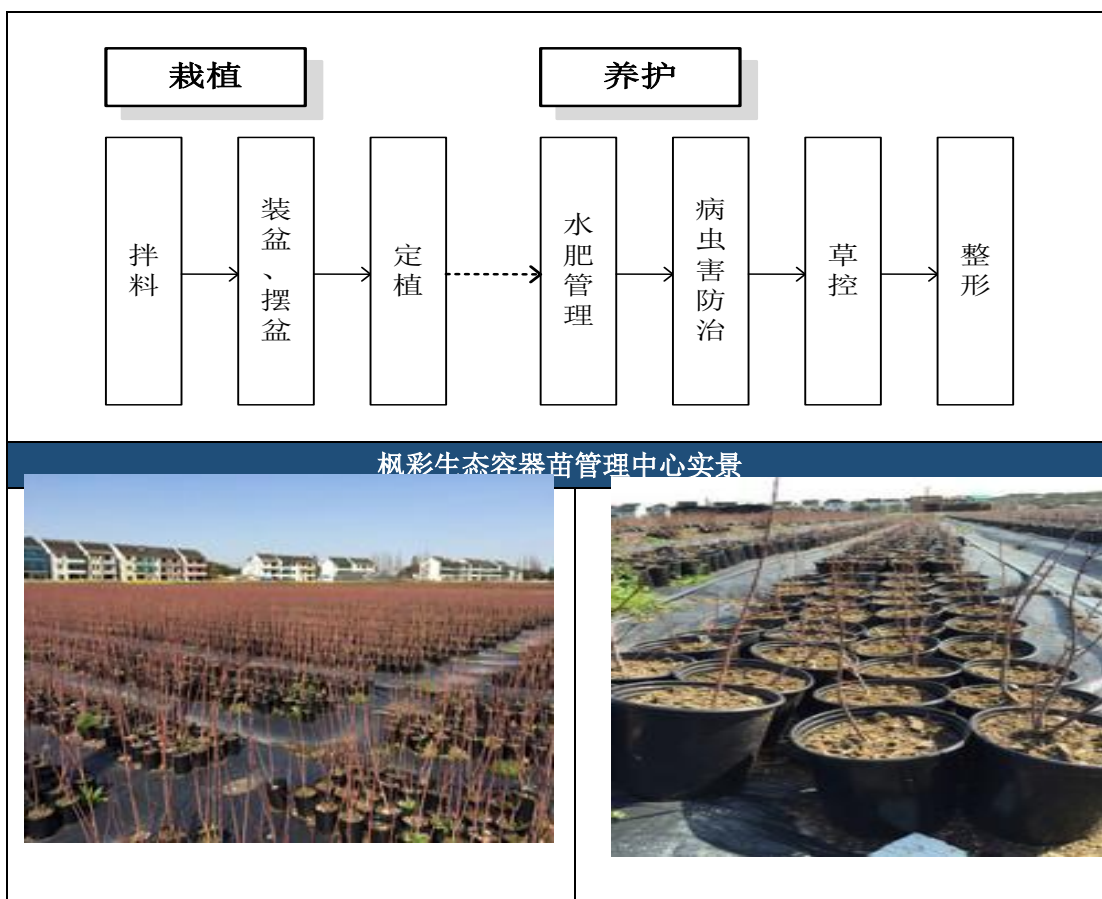 栽植
养护
拌料
装盆、摆盆
定植
水肥管理
病虫害防治
草控
整形
枫彩生态容器苗管理中心实景